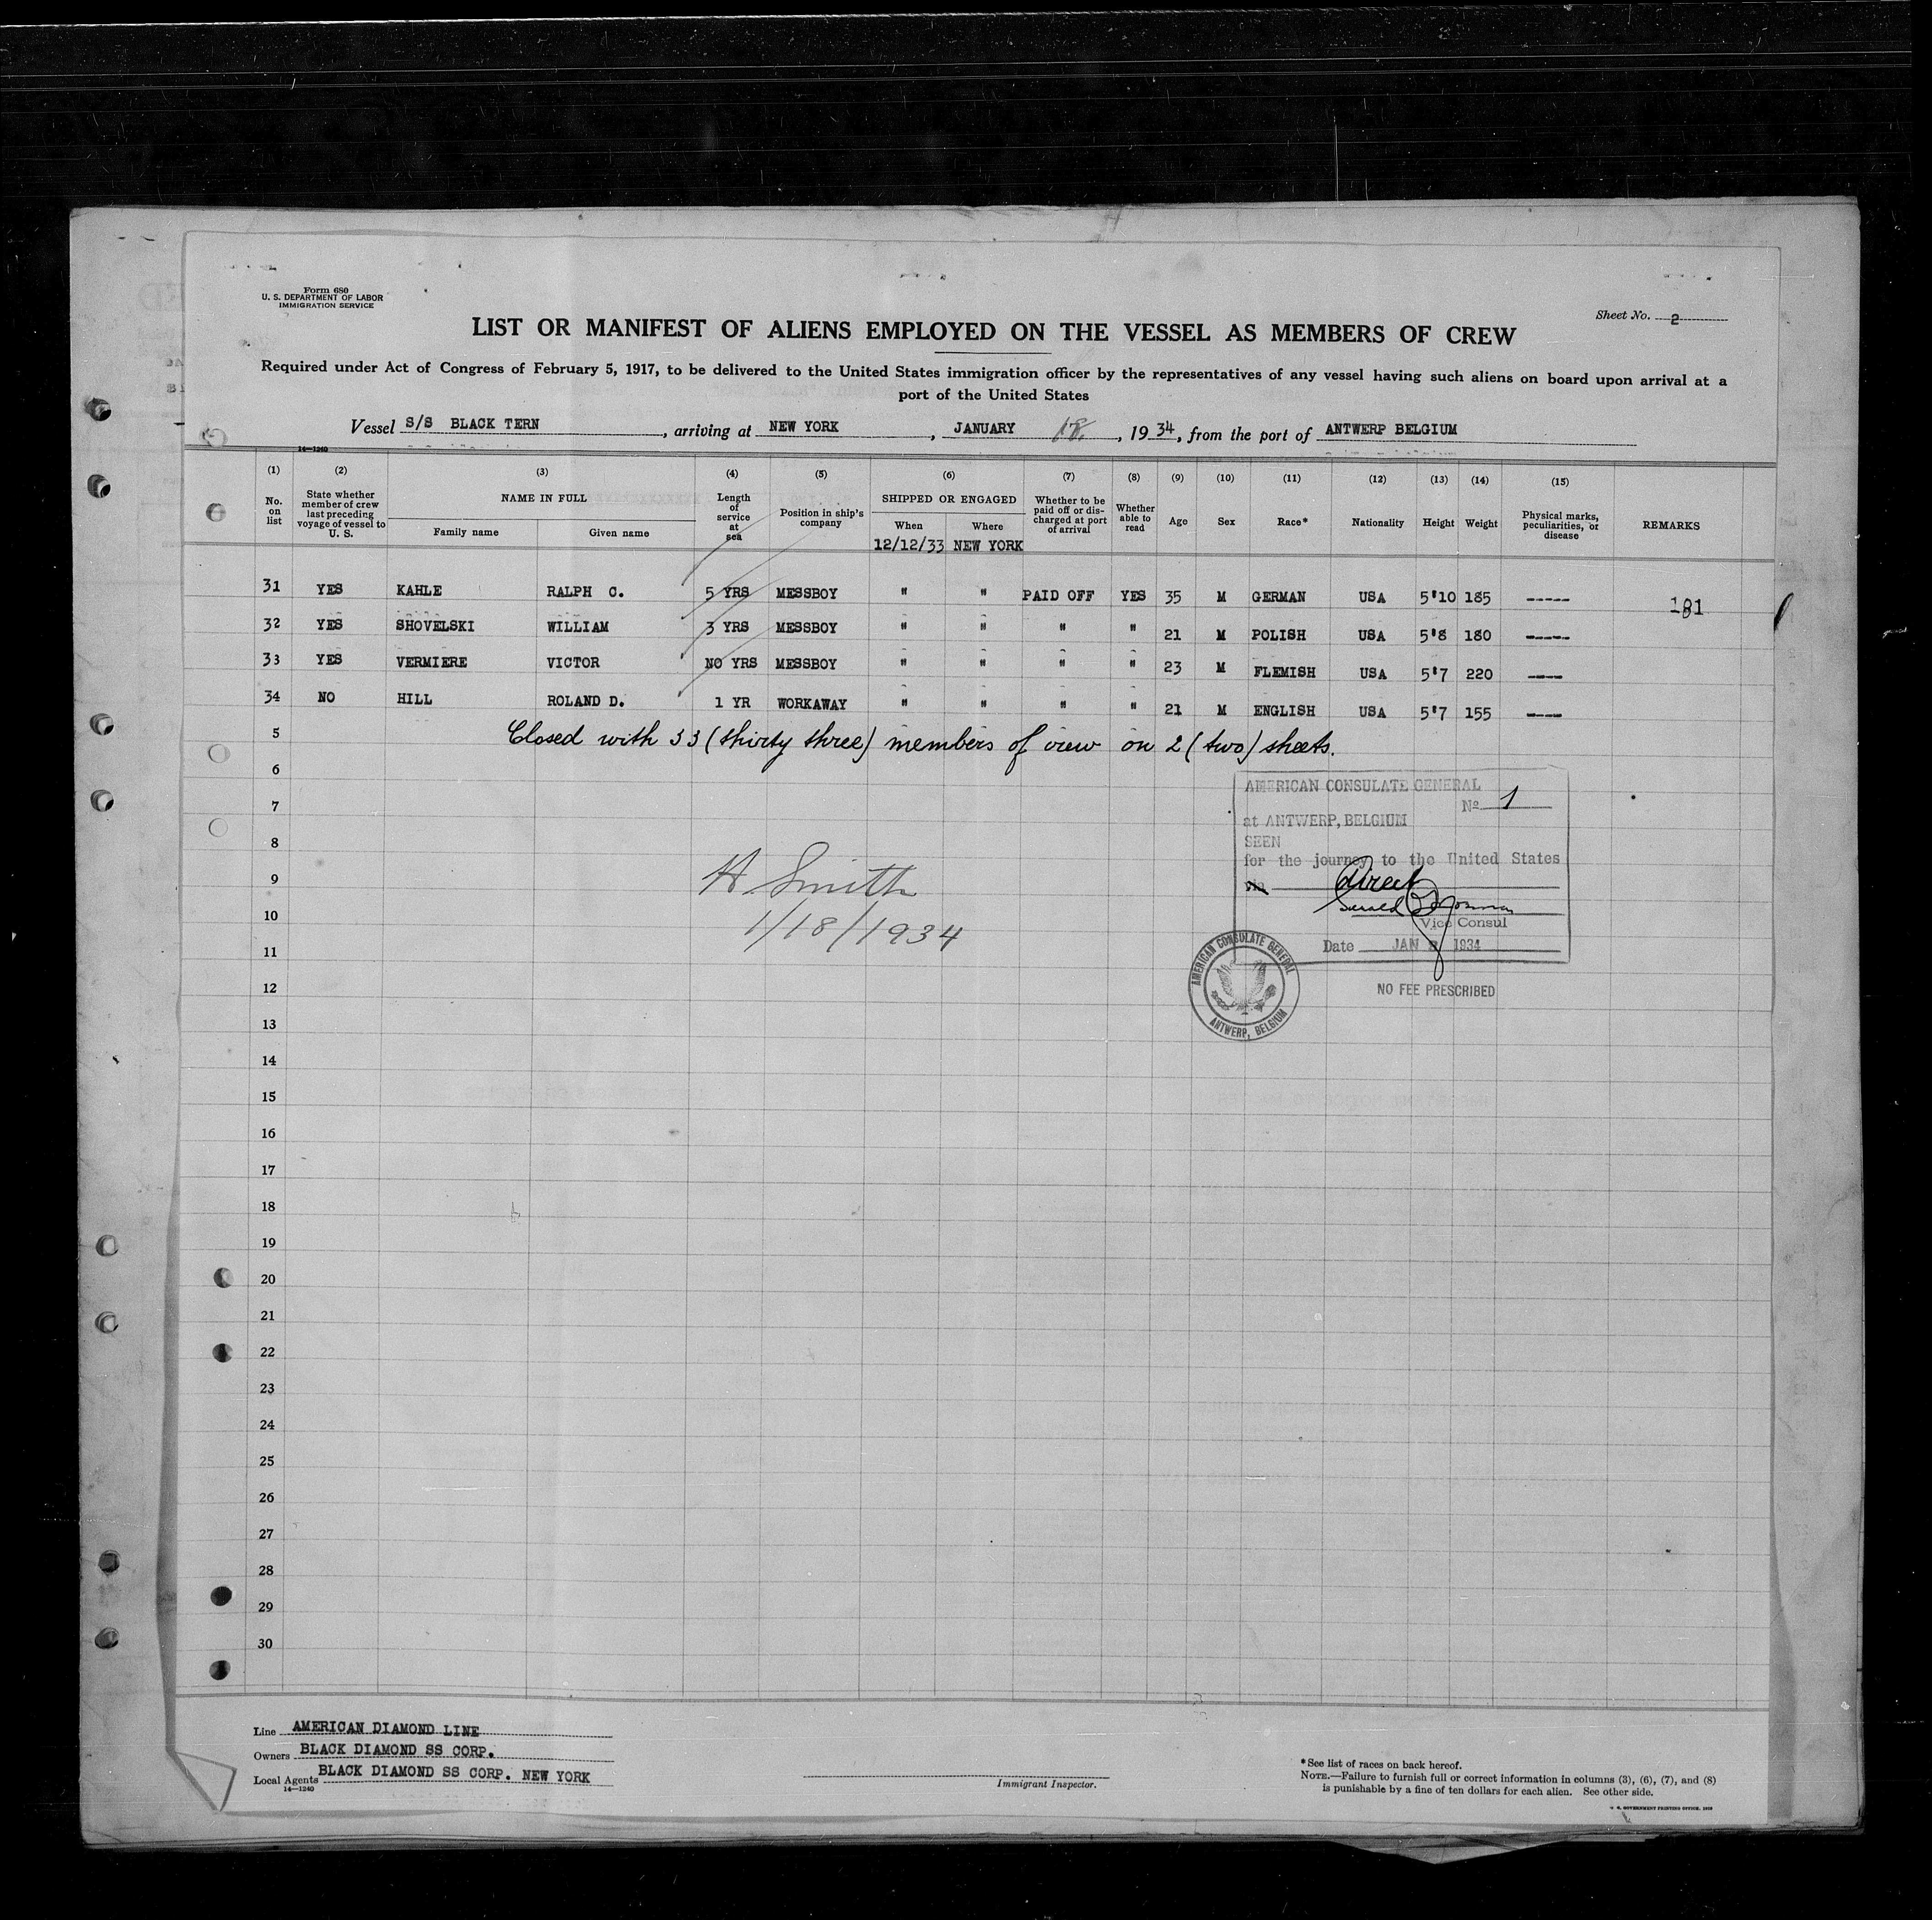 Form 680
U. S. DEPARTMENT OF LABOR
IMMIGRATION SERVICE
Sheet No. 2
LIST OR MANIFEST OF ALIENS EMPLOYED ON THE VESSEL AS MEMBERS OF CREW
Required under Act of Congress of February 5, 1917, to be delivered to the United States immigration officer by the representatives of any vessel having such aliens on board upon arrival at a
port of the United States
Vessel S/S BLACK TERN, arriving at NEW YORK, JANUARY 18, 1934, from the port of ANTWERP BELGIUM
14—1240
(1) (2) (3) (4) (5) (6) (7) (8) (9) (10) (11) (12) (13) (14) (15)
No. on list State whether member of crew last preceding voyage of vessel to U. S. NAME IN FULL Family name Given name Length of service at sea Position in ship's company SHIPPED OR ENGAGED When Where Whether to be paid off or discharged at port of arrival Whether able to read Age Sex Race* Nationality Height Weight Physical marks, peculiarities, or disease REMARKS
12/12/33 NEW YORK
31 YES KAHLE RALPH C. 5 YRS MESSBOY " " PAID OFF YES 35 M GERMAN USA 5'10 185 -----
181
32 YES SHOVELSKI WILLIAM 3 YRS MESSBOY " " " " 21 M POLISH USA 5'8 180 -----
33 YES VERMIERE VICTOR NO YRS MESSBOY " " " " 23 M FLEMISH USA 5'7 220 ----
34 NO HILL ROLAND D. 1 YR WORKAWAY " " " " 21 M ENGLISH USA 5'7 155 ----
5 Closed with 33 (thirty three) members of crew on 2 (two) sheets.
6
7
8
9
10
11
12
13
14
15
16
17
18
19
20
21
22
23
24
25
26
27
28
29
30
AMERICAN CONSULATE GENERAL
No 1
at ANTWERP, BELGIUM
SEEN
for the journey to the United States
via direct
Vice Consul
Date JAN 1934
NO FEE PRESCRIBED
AMERICAN CONSULATE GENERAL
ANTWERP, BELGIUM
H Smith
1/18/1934
Line AMERICAN DIAMOND LINE
Owners BLACK DIAMOND SS CORP.
Local Agents BLACK DIAMOND SS CORP. NEW YORK
14—1240
Immigrant Inspector.
*See list of races on back hereof.
NOTE.—Failure to furnish full or correct information in columns (3), (6), (7), and (8)
is punishable by a fine of ten dollars for each alien. See other side.